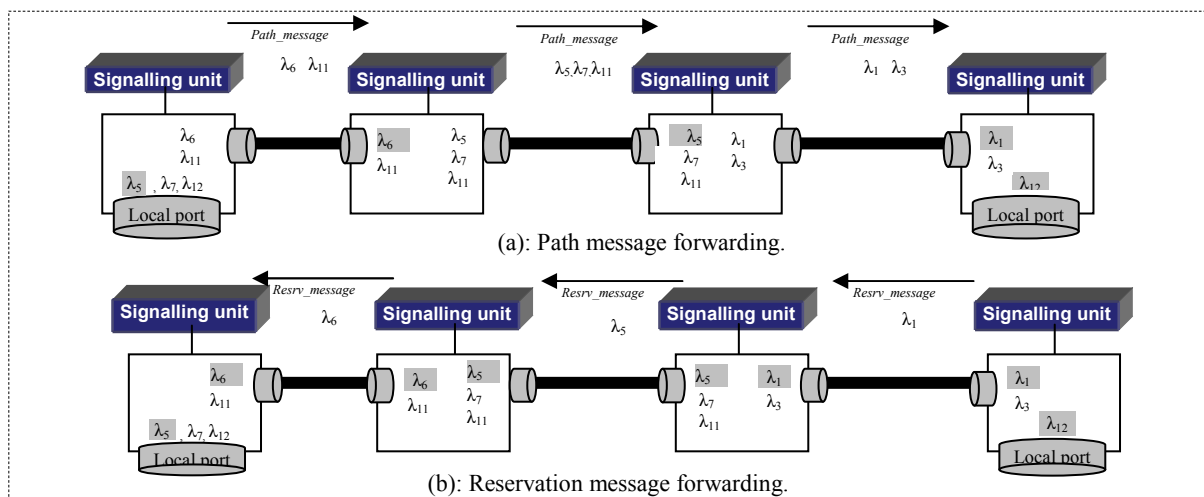 Path_message Path_message Path_message
λ6 λ11 λ5,λ7,λ11 λ1 λ3
Signalling unit Signalling unit Signalling unit Signalling unit
λ6 λ6 λ5 λ5 λ1 λ1
λ11 λ11 λ7 λ7 λ3 λ3
λ11 λ11
λ5 , λ7, λ12 λ12
Local port Local port
(a): Path message forwarding.
Resrv_message Resrv_message Resrv_message
λ6 λ5 λ1
Signalling unit Signalling unit Signalling unit Signalling unit
λ6 λ6 λ5 λ5 λ1 λ1
λ11 λ11 λ7 λ7 λ3 λ3
λ11 λ11
λ5 , λ7, λ12 λ12
Local port Local port
(b): Reservation message forwarding.